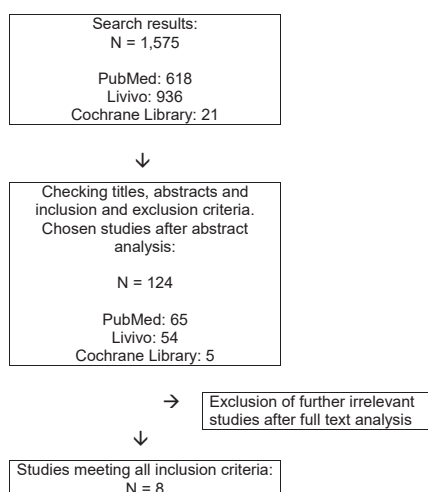 Search results:
N = 1,575
PubMed: 618
Livivo: 936
Cochrane Library: 21
Checking titles, abstracts and
inclusion and exclusion criteria.
Chosen studies after abstract
analysis:
N = 124
PubMed: 65
Livivo: 54
Cochrane Library: 5
Exclusion of further irrelevant
studies after full text analysis
Studies meeting all inclusion criteria:
N = 8